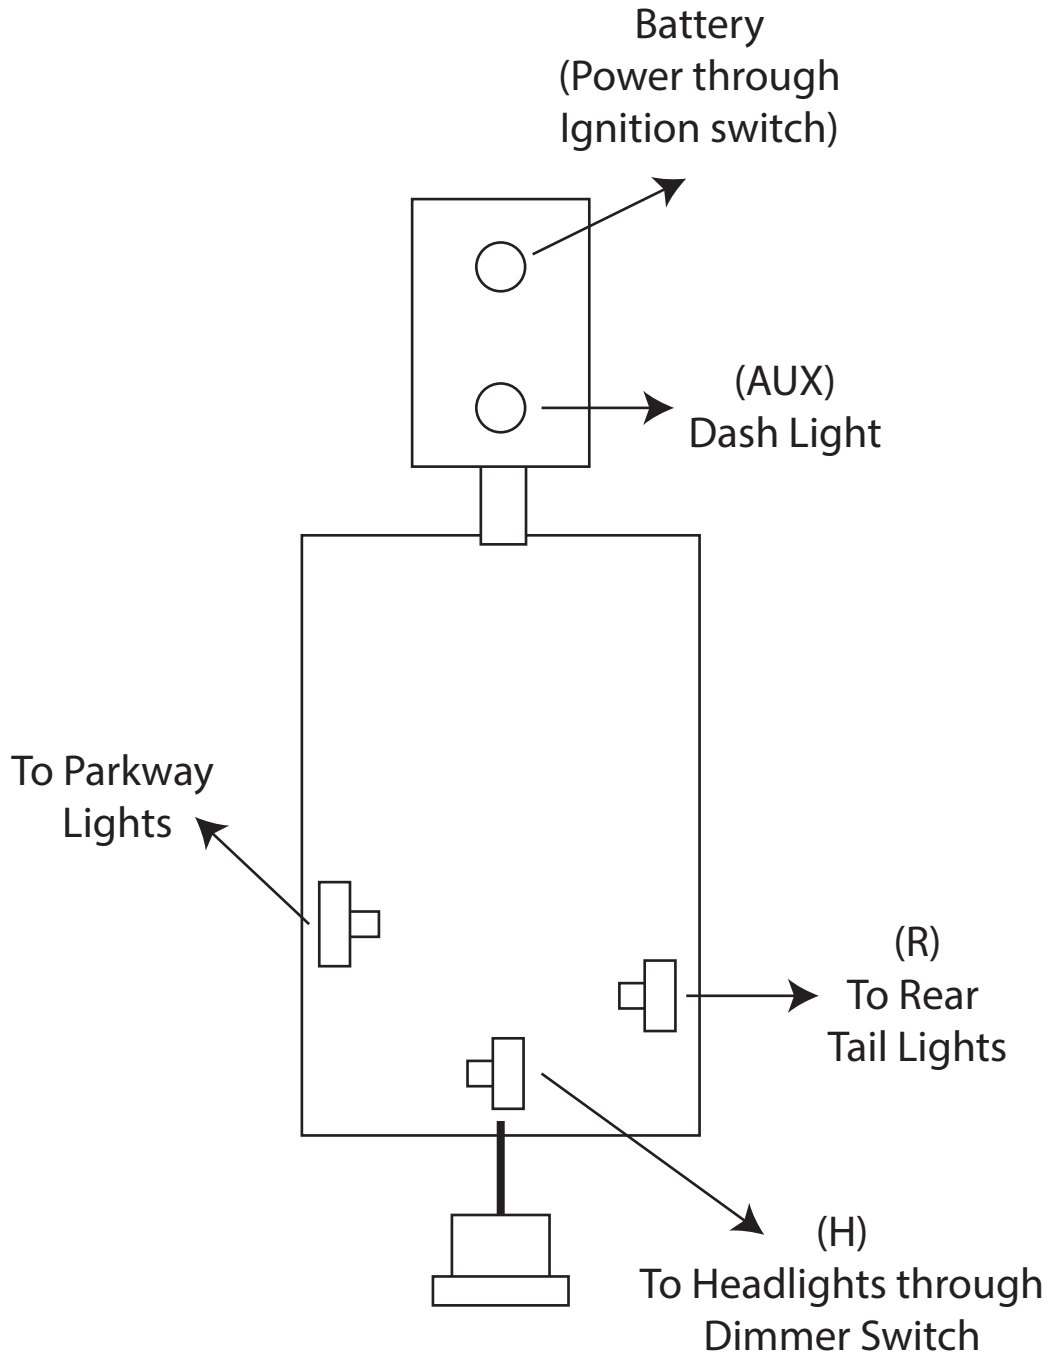 Battery
(Power through
Ignition switch)
(AUX)
Dash Light
To Parkway
Lights
(R)
To Rear
Tail Lights
(H)
To Headlights through
Dimmer Switch